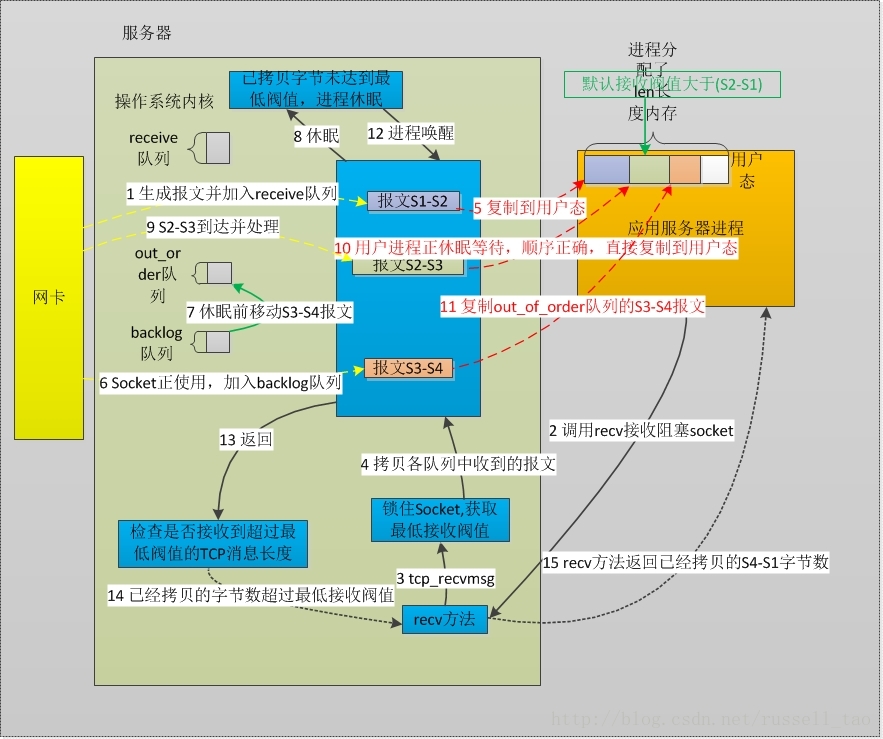 服务器
进程分
配了
len长
度内存
默认接收阀值大于(S2-S1)
已拷贝字节未达到最
低阀值，进程休眠
操作系统内核
8 休眠
12 进程唤醒
receive
队列
用户
态
1 生成报文并加入receive队列
报文S1-S2
5 复制到用户态
9 S2-S3到达并处理
应用服务器进程
10 用户进程正休眠等待，顺序正确，直接复制到用户态
报文S2-S3
out_or
der队
列
网卡
7 休眠前移动S3-S4报文
11 复制out_of_order队列的S3-S4报文
backlog
队列
报文S3-S4
6 Socket正使用，加入backlog队列
13 返回
2 调用recv接收阻塞socket
4 拷贝各队列中收到的报文
锁住Socket,获取
最低接收阀值
检查是否接收到超过最
低阀值的TCP消息长度
15 recv方法返回已经拷贝的S4-S1字节数
3 tcp_recvmsg
14 已经拷贝的字节数超过最低接收阀值
recv方法
http://blog.csdn.net/russell_tao